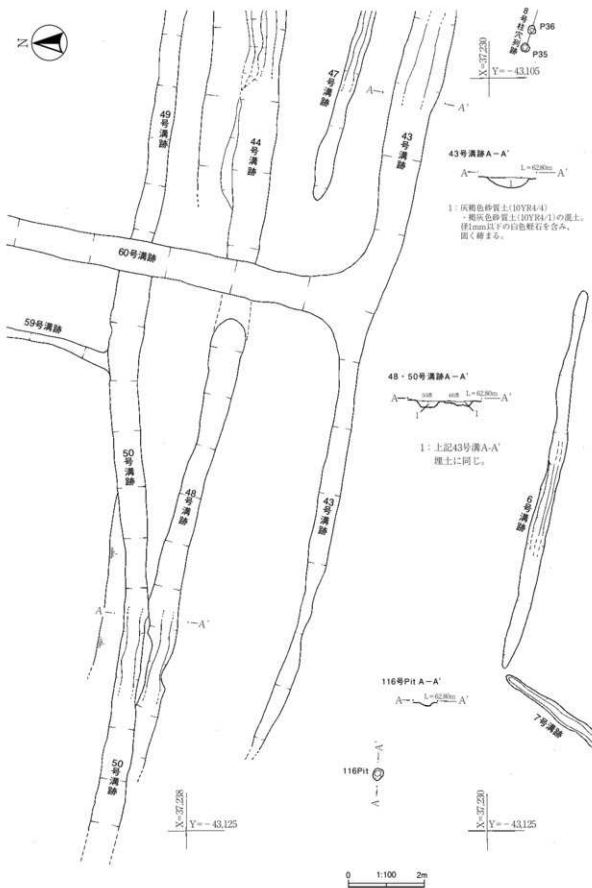 N
8号柱穴列跡
P36
P35
X=37,230
Y=-43,105
47号溝跡
A
A'
49号溝跡
44号溝跡
43号溝跡
43号溝跡A-A'
A
L=62.80m
A'
1
1：灰褐色砂質土(10YR4/4)
・褐灰色砂質土(10YR4/1)の混土。
径1mm以下の白色軽石を含み、
固く締まる。
60号溝跡
59号溝跡
48・50号溝跡A-A'
A
L=62.80m
A'
1
1
1：上記43号溝A-A'
埋土に同じ。
50号溝跡
48号溝跡
43号溝跡
6号溝跡
A
A'
116号Pit A-A'
A
L=62.80m
A'
7号溝跡
50号溝跡
A'
116Pit
A
X=37,238
Y=-43,125
X=37,230
Y=-43,125
0
1:100
2m